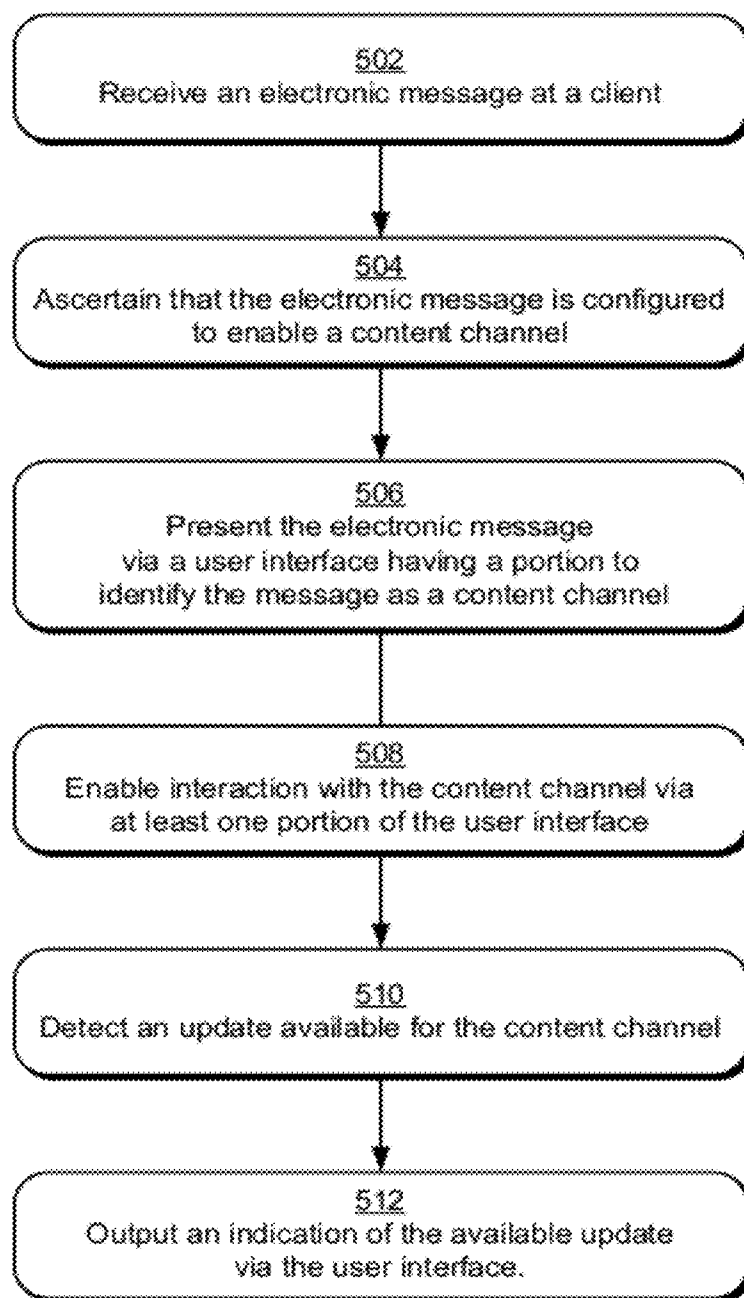 502
Receive an electronic message at a client
504
Ascertain that the electronic message is configured
to enable a content channel
506
Present the electronic message
via a user interface having a portion to
identify the message as a content channel
508
Enable interaction with the content channel via
at least one portion of the user interface
510
Detect an update available for the content channel
512
Output an indication of the available update
via the user interface.